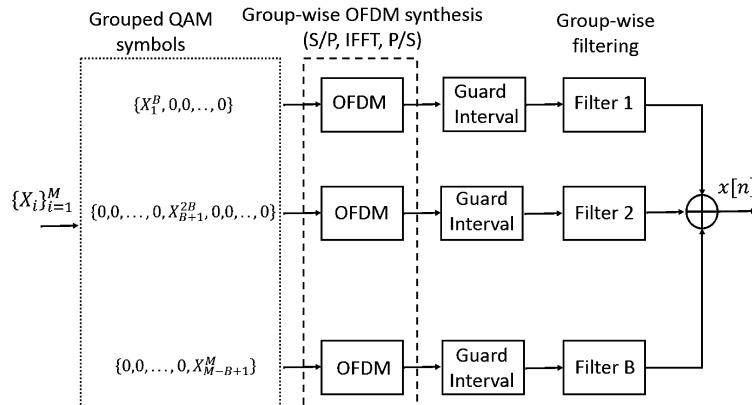 Grouped QAM
symbols
Group-wise OFDM synthesis
(S/P, IFFT, P/S)
Group-wise
filtering
{X_1^B, 0,0,..,0}
OFDM
Guard
Interval
Filter 1
{X_i}_{i=1}^M
{0,0,...,0, X_{B+1}^{2B}, 0,0,..,0}
OFDM
Guard
Interval
Filter 2
x[n]
{0,0,...,0, X_{M-B+1}^M}
OFDM
Guard
Interval
Filter B